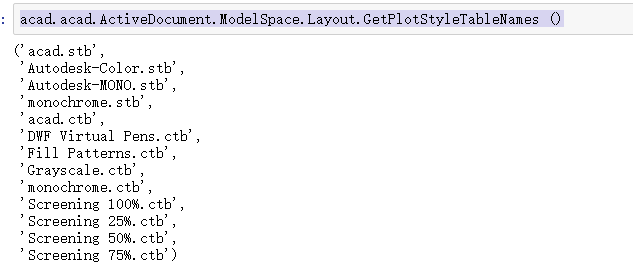 : acad.acad.ActiveDocument.ModelSpace.Layout.GetPlotStyleTableNames ()
('acad.stb',
'Autodesk-Color.stb',
'Autodesk-MONO.stb',
'monochrome.stb',
'acad.ctb',
'DWF Virtual Pens.ctb',
'Fill Patterns.ctb',
'Grayscale.ctb',
'monochrome.ctb',
'Screening 100%.ctb',
'Screening 25%.ctb',
'Screening 50%.ctb',
'Screening 75%.ctb')